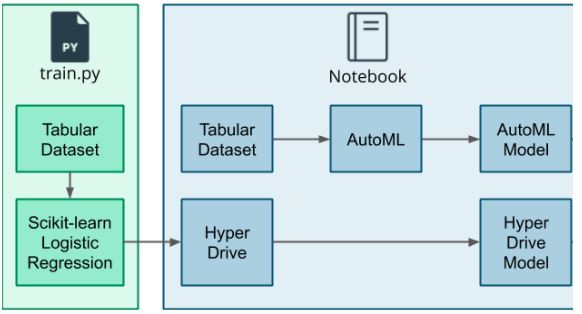 PY
train.py
Tabular
Dataset
Scikit-learn
Logistic
Regression
Notebook
Tabular
Dataset
AutoML
AutoML
Model
Hyper
Drive
Hyper
Drive
Model